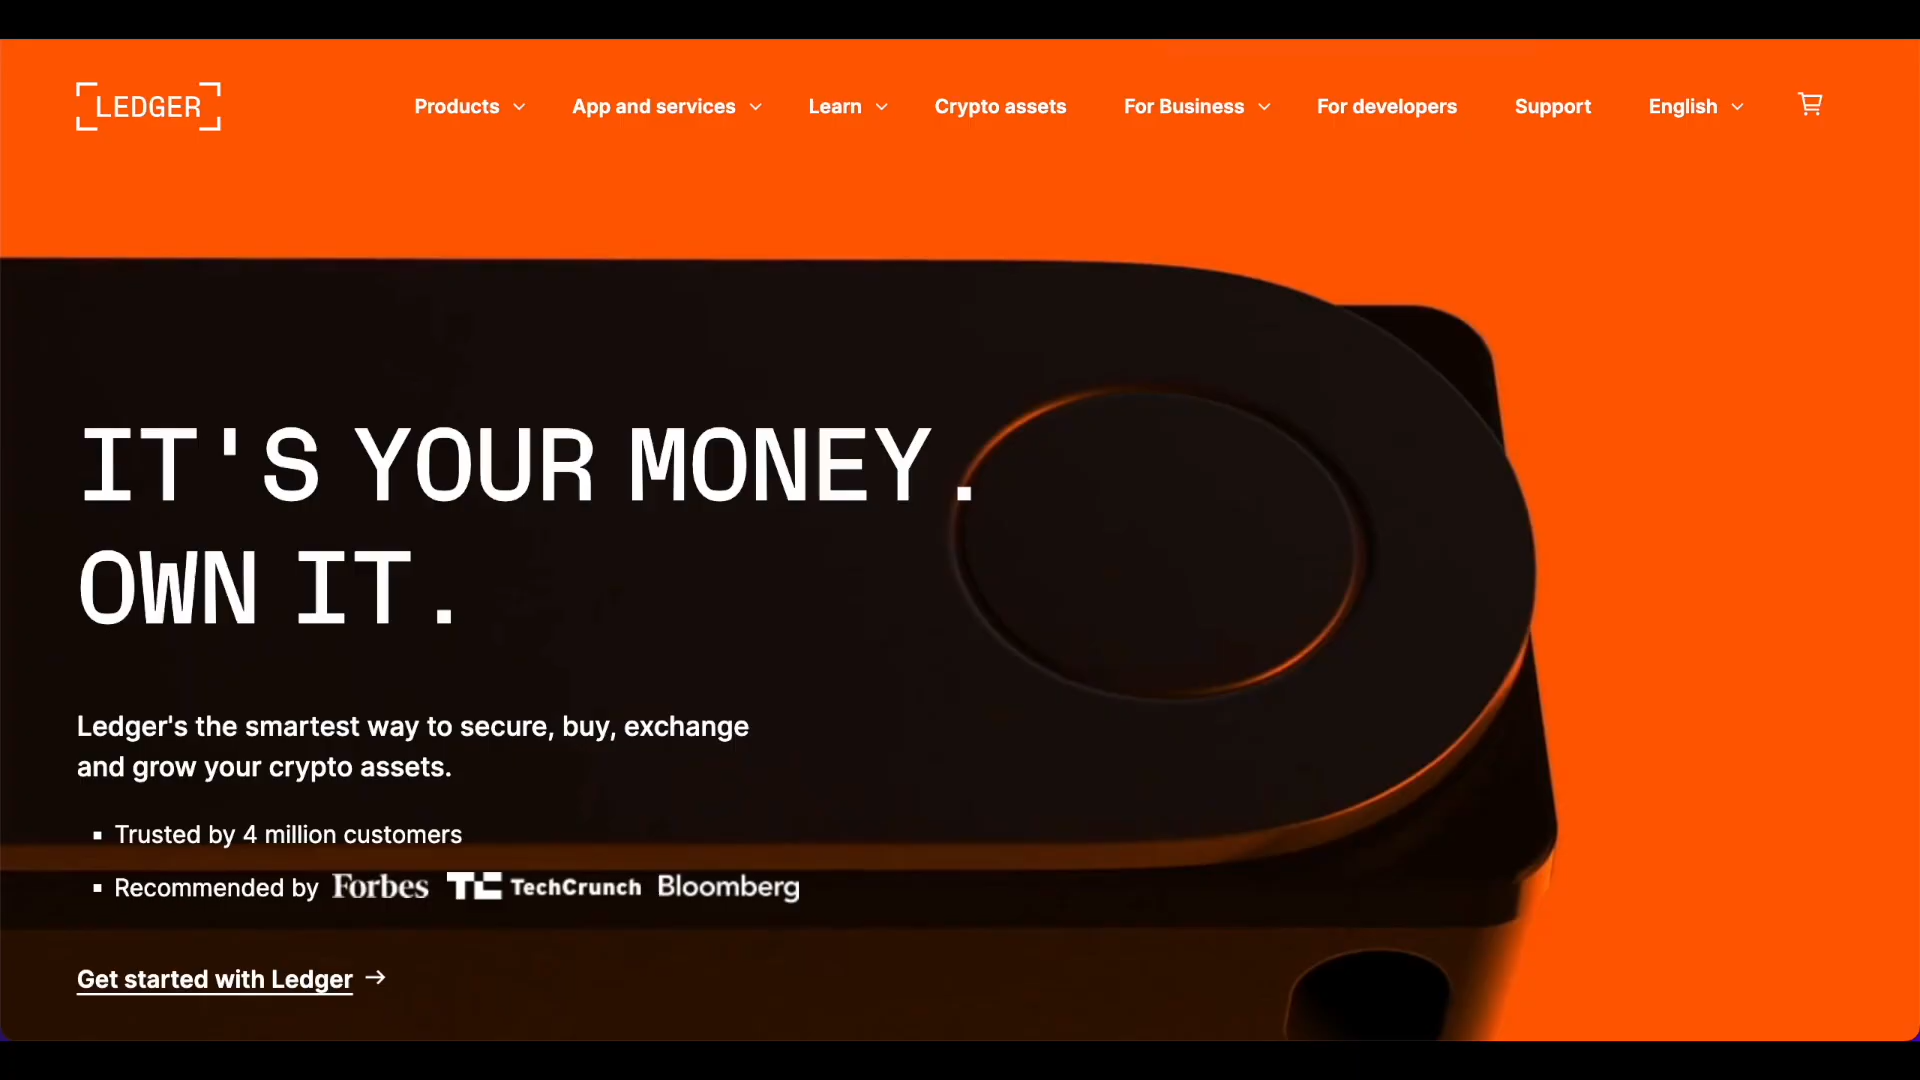 LEDGER
Products
App and services
Learn
Crypto assets
For Business
For developers
Support
English
IT'S YOUR MONEY.
OWN IT.
Ledger's the smartest way to secure, buy, exchange
and grow your crypto assets.
Trusted by 4 million customers
Recommended by Forbes TC TechCrunch Bloomberg
Get started with Ledger →